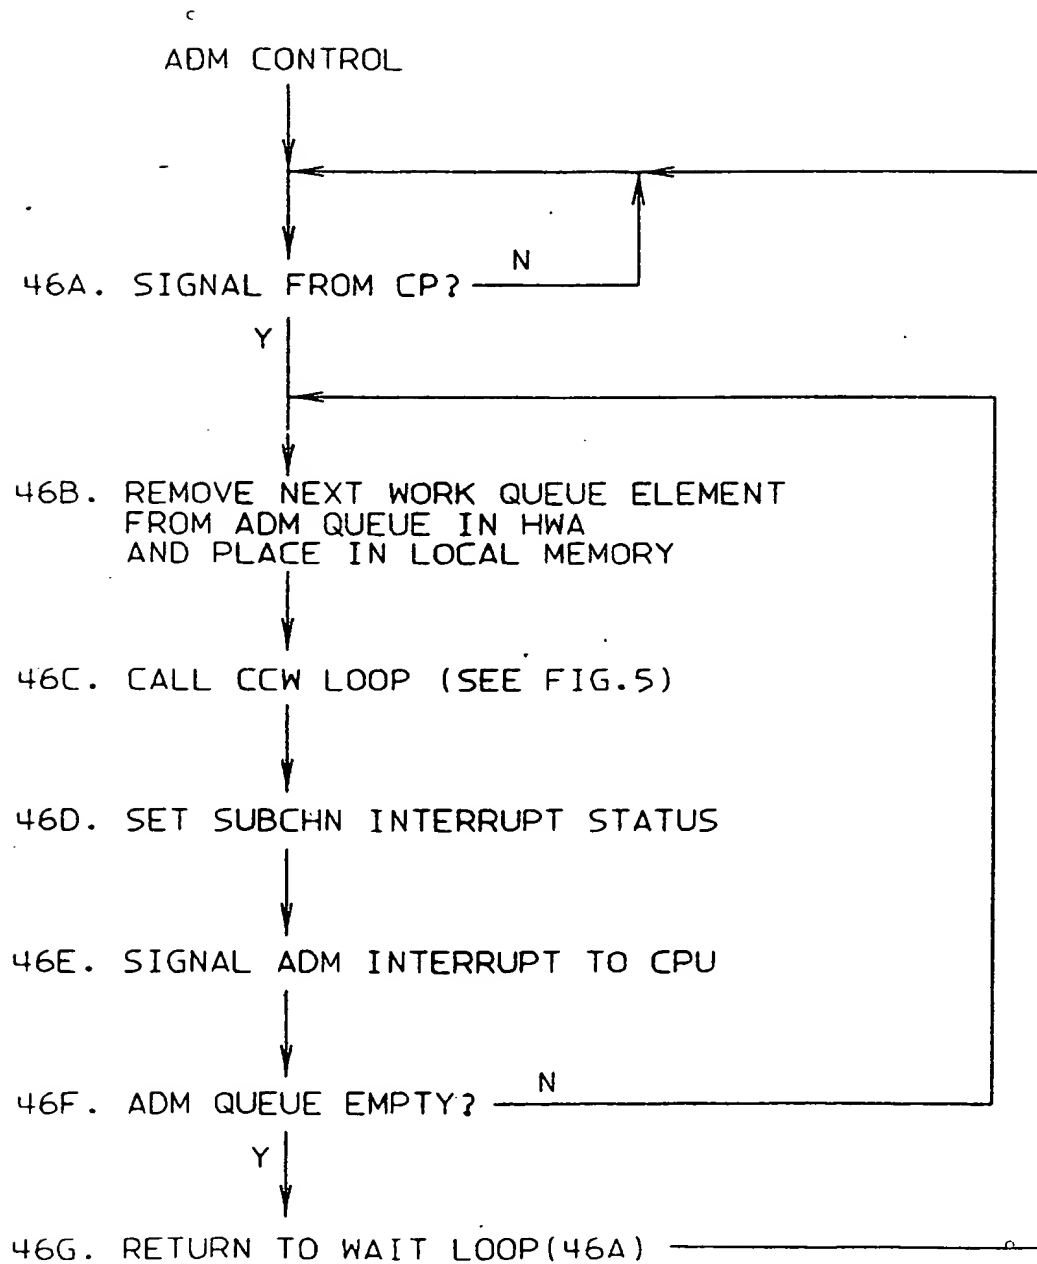 ADM CONTROL
46A. SIGNAL FROM CP?
N
Y
46B. REMOVE NEXT WORK QUEUE ELEMENT
FROM ADM QUEUE IN HWA
AND PLACE IN LOCAL MEMORY
46C. CALL CCW LOOP (SEE FIG.5)
46D. SET SUBCHN INTERRUPT STATUS
46E. SIGNAL ADM INTERRUPT TO CPU
46F. ADM QUEUE EMPTY?
N
Y
46G. RETURN TO WAIT LOOP(46A)